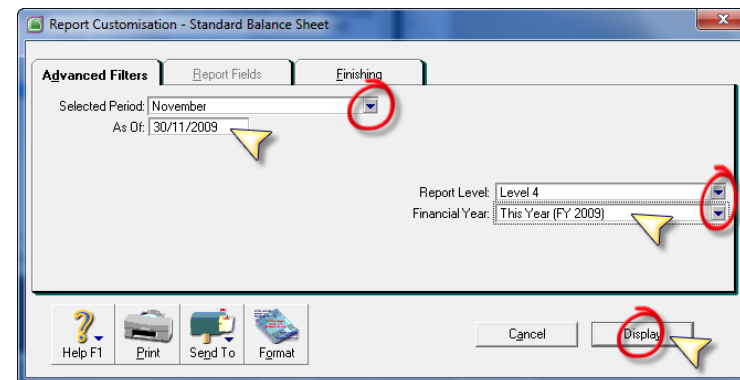 Report Customisation - Standard Balance Sheet
Advanced Filters Report Fields Finishing
Selected Period: November
As Of: 30/11/2009
Report Level: Level 4
Financial Year: This Year (FY 2009)
Help F1 Print Send To Format Cancel Display